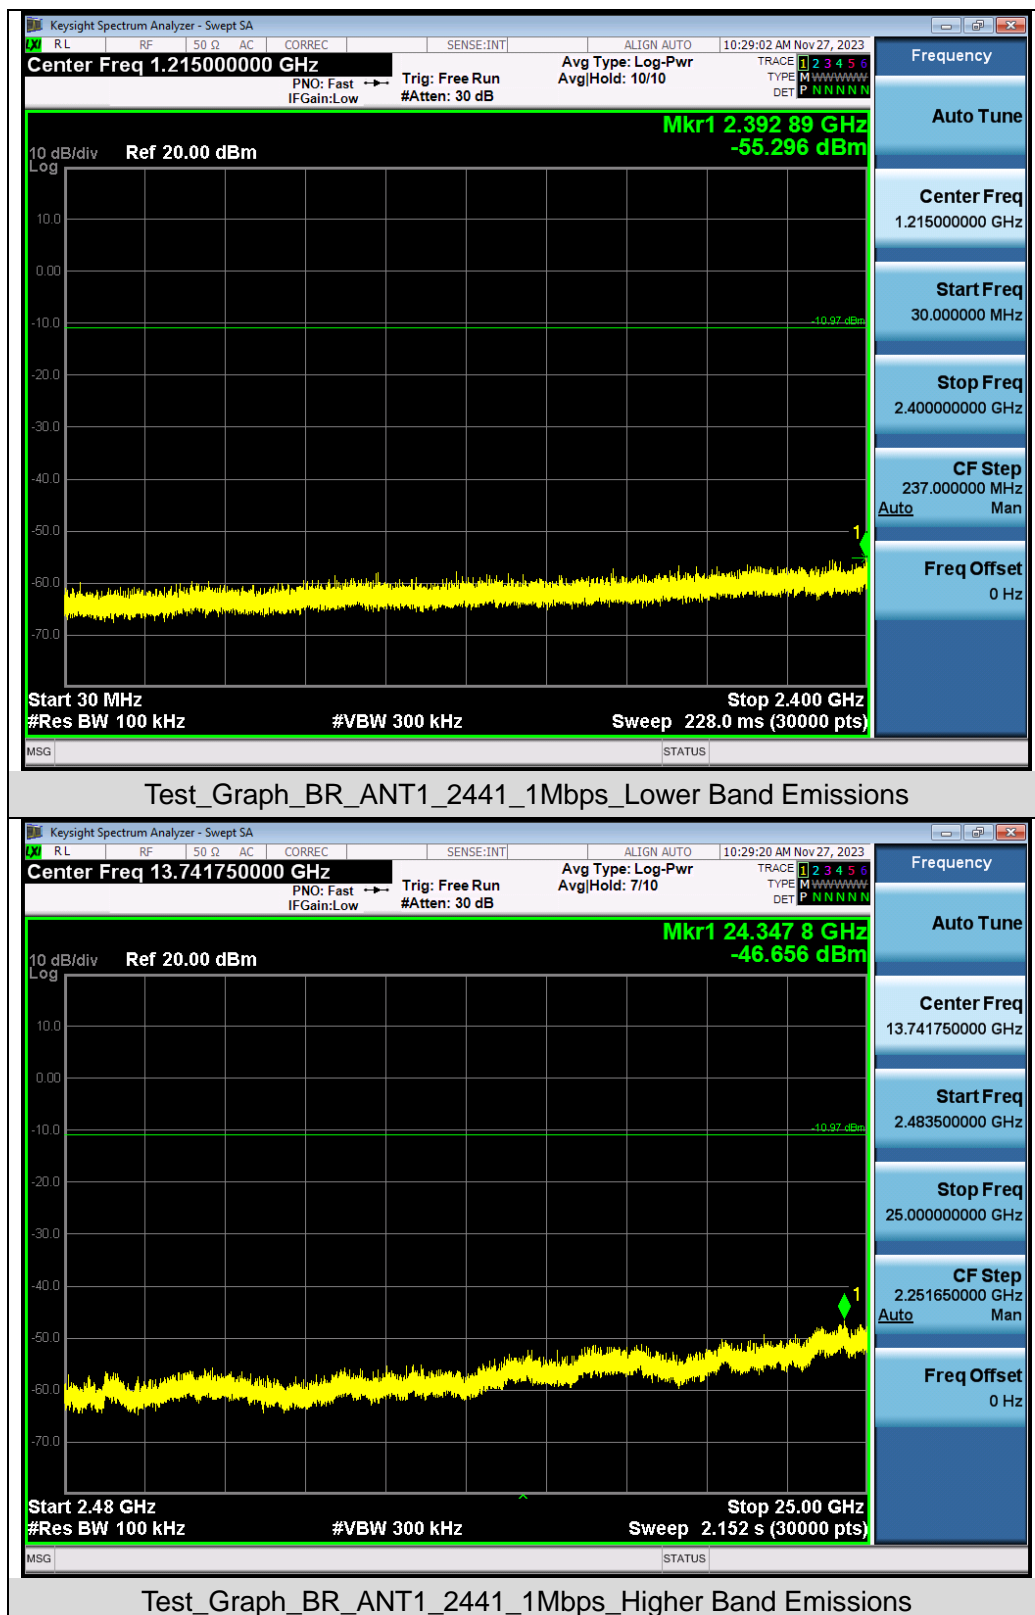 Keysight Spectrum Analyzer - Swept SA
LXI RL RF 50 Ω AC CORREC SENSE:INT ALIGN AUTO 10:29:02 AM Nov 27, 2023
Center Freq 1.215000000 GHz
PNO: Fast
IFGain:Low
Trig: Free Run
#Atten: 30 dB
Avg Type: Log-Pwr
Avg|Hold: 10/10
TRACE 1 2 3 4 5 6
TYPE M W W W W W
DET P N N N N N
Mkr1 2.392 89 GHz
-55.296 dBm
10 dB/div
Log
Ref 20.00 dBm
10.0
0.00
-10.0
-10.97 dBm
-20.0
-30.0
-40.0
-50.0
1
-60.0
-70.0
Start 30 MHz
Stop 2.400 GHz
#Res BW 100 kHz
#VBW 300 kHz
Sweep 228.0 ms (30000 pts)
MSG
STATUS
Frequency
Auto Tune
Center Freq
1.215000000 GHz
Start Freq
30.000000 MHz
Stop Freq
2.400000000 GHz
CF Step
237.000000 MHz
Auto Man
Freq Offset
0 Hz
Test_Graph_BR_ANT1_2441_1Mbps_Lower Band Emissions
Keysight Spectrum Analyzer - Swept SA
LXI RL RF 50 Ω AC CORREC SENSE:INT ALIGN AUTO 10:29:20 AM Nov 27, 2023
Center Freq 13.741750000 GHz
PNO: Fast
IFGain:Low
Trig: Free Run
#Atten: 30 dB
Avg Type: Log-Pwr
Avg|Hold: 7/10
TRACE 1 2 3 4 5 6
TYPE M W W W W W
DET P N N N N N
Mkr1 24.347 8 GHz
-46.656 dBm
10 dB/div
Log
Ref 20.00 dBm
10.0
0.00
-10.0
-10.97 dBm
-20.0
-30.0
-40.0
1
-50.0
-60.0
-70.0
Start 2.48 GHz
Stop 25.00 GHz
#Res BW 100 kHz
#VBW 300 kHz
Sweep 2.152 s (30000 pts)
MSG
STATUS
Frequency
Auto Tune
Center Freq
13.741750000 GHz
Start Freq
2.483500000 GHz
Stop Freq
25.000000000 GHz
CF Step
2.251650000 GHz
Auto Man
Freq Offset
0 Hz
Test_Graph_BR_ANT1_2441_1Mbps_Higher Band Emissions